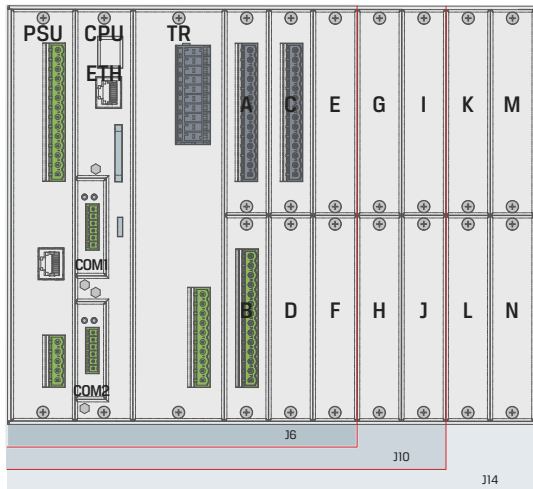 PSU CPU TR
ETH
A C E G I K M
COM1
B D F H J L N
COM2
J6
J10
J14